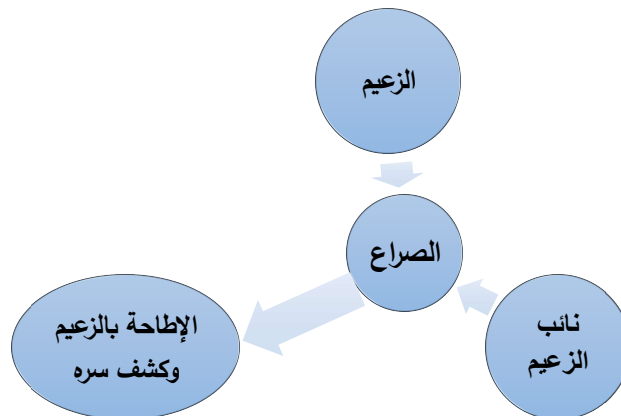 الزعيم
الصراع
نائب
الزعيم
الإطاحة بالزعيم
وكشف سره